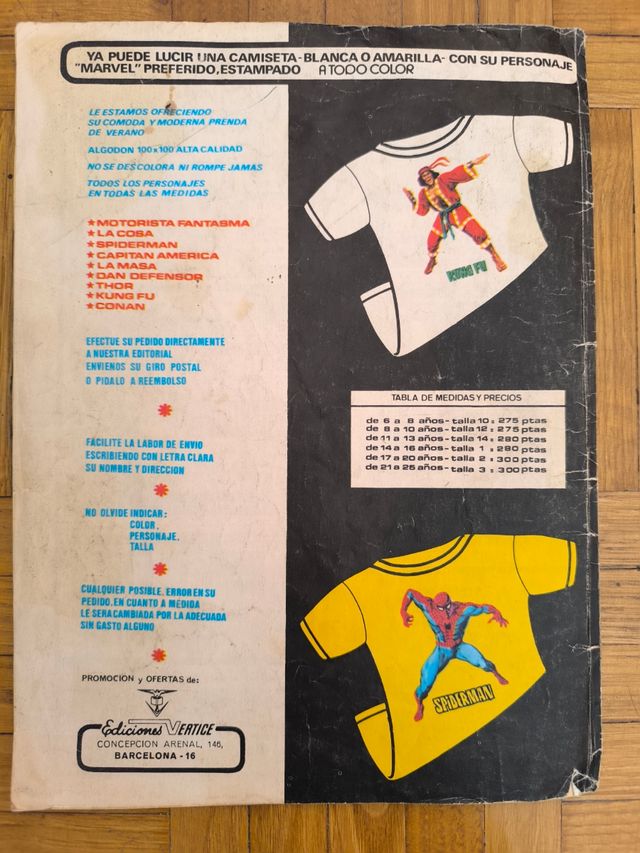 YA PUEDE LUCIR UNA CAMISETA-BLANCA O AMARILLA- CON SU PERSONAJE
"MARVEL" PREFERIDO, ESTAMPADO A TODO COLOR
LE ESTAMOS OFRECIENDO
SU COMODA Y MODERNA PRENDA
DE VERANO
ALGODON 100x100 ALTA CALIDAD
NO SE DESCOLORA NI ROMPE JAMAS
TODOS LOS PERSONAJES
EN TODAS LAS MEDIDAS
★MOTORISTA FANTASMA
★LA COSA
★SPIDERMAN
★CAPITAN AMERICA
★LA MASA
★DAN DEFENSOR
★THOR
★KUNG FU
★CONAN
EFECTUE SU PEDIDO DIRECTAMENTE
A NUESTRA EDITORIAL
ENVIENOS SU GIRO POSTAL
O PIDALO A REEMBOLSO
FACILITE LA LABOR DE ENVIO
ESCRIBIENDO CON LETRA CLARA
SU NOMBRE Y DIRECCION
NO OLVIDE INDICAR:
COLOR.
PERSONAJE.
TALLA
CUALQUIER POSIBLE, ERROR EN SU
PEDIDO, EN CUANTO A MEDIDA
LE SERA CAMBIADA POR LA ADECUADA
SIN GASTO ALGUNO
PROMOCION y OFERTAS de:
Ediciones VERTICE
CONCEPCION ARENAL, 145,
BARCELONA - 16
KUNG FU
TABLA DE MEDIDAS Y PRECIOS
de 6 a 8 años - talla 10 : 275 ptas
de 8 a 10 años - talla 12 : 275 ptas
de 11 a 13 años - talla 14 : 280 ptas
de 14 a 16 años - talla 1 : 280 ptas
de 17 a 20 años - talla 2 : 300 ptas
de 21 a 25 años - talla 3 : 300 ptas
SPIDERMAN